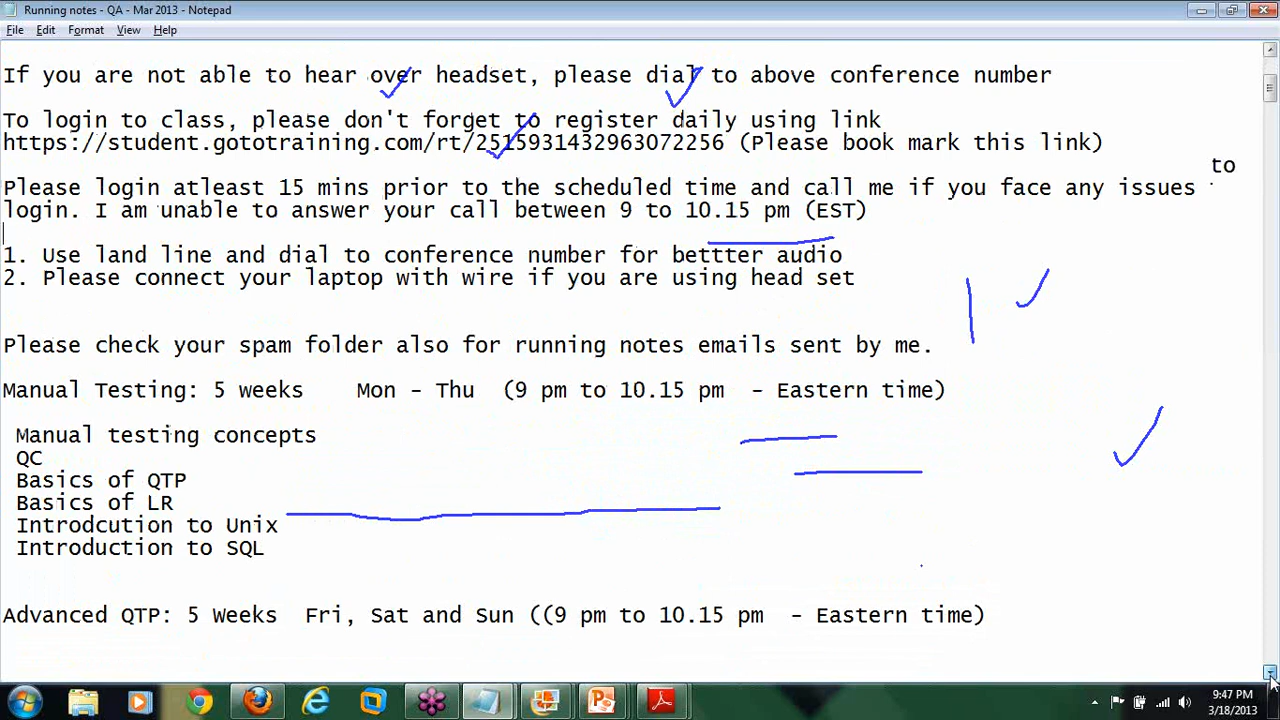 Running notes - QA - Mar 2013 - Notepad
File Edit Format View Help
If you are not able to hear over headset, please dial to above conference number
To login to class, please don't forget to register daily using link
https://student.gototraining.com/rt/2515931432963072256 (Please book mark this link)
Please login atleast 15 mins prior to the scheduled time and call me if you face any issues to
login. I am unable to answer your call between 9 to 10.15 pm (EST)
1. Use land line and dial to conference number for bettter audio
2. Please connect your laptop with wire if you are using head set
Please check your spam folder also for running notes emails sent by me.
Manual Testing: 5 weeks Mon - Thu (9 pm to 10.15 pm - Eastern time)
Manual testing concepts
QC
Basics of QTP
Basics of LR
Introdcution to Unix
Introduction to SQL
Advanced QTP: 5 Weeks Fri, Sat and Sun ((9 pm to 10.15 pm - Eastern time)
9:47 PM
3/18/2013